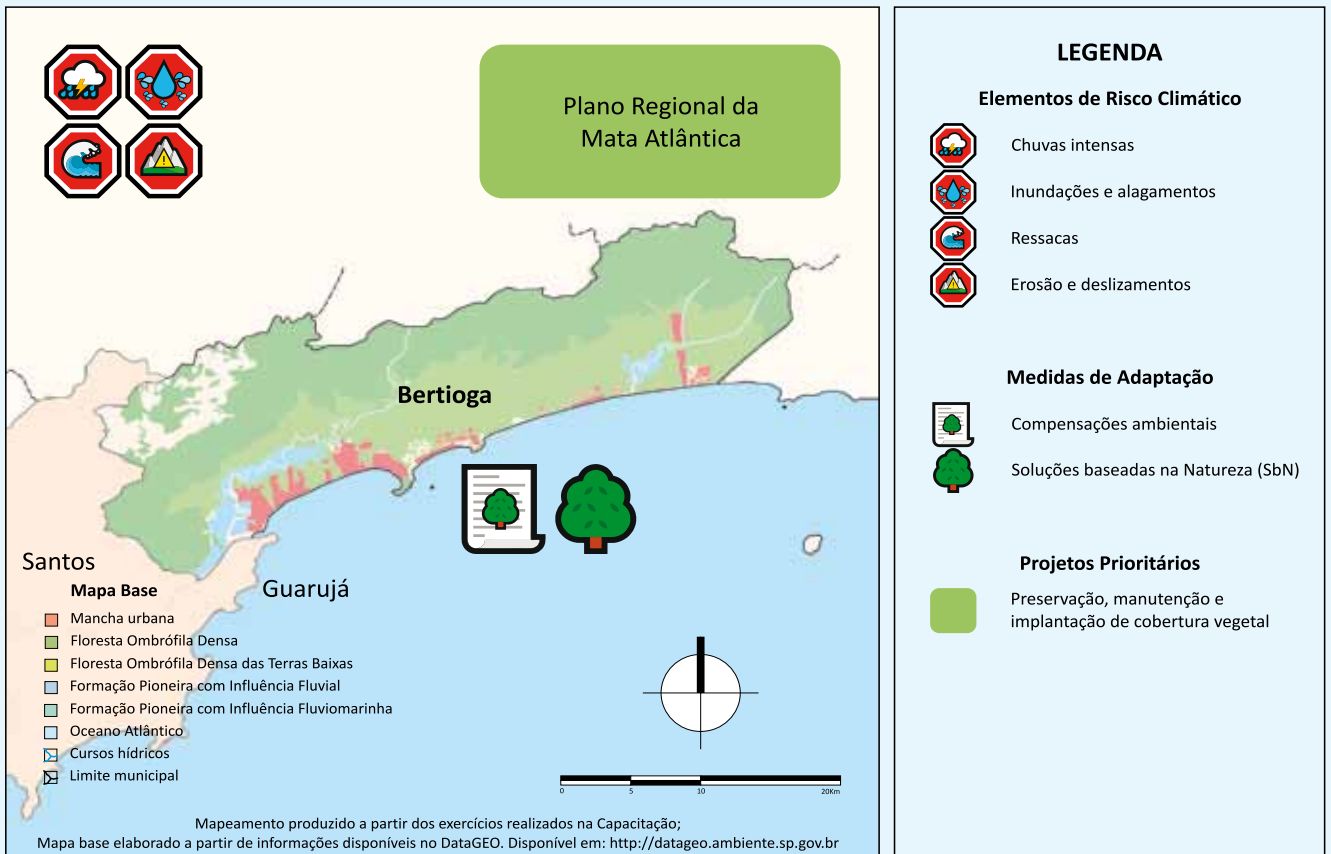 Plano Regional da
Mata Atlântica
Bertioga
Santos
Guarujá
Mapa Base
Mancha urbana
Floresta Ombrófila Densa
Floresta Ombrófila Densa das Terras Baixas
Formação Pioneira com Influência Fluvial
Formação Pioneira com Influência Fluviomarinha
Oceano Atlântico
Cursos hídricos
Limite municipal
0 5 10 20Km
Mapeamento produzido a partir dos exercícios realizados na Capacitação;
Mapa base elaborado a partir de informações disponíveis no DataGEO. Disponível em: http://datageo.ambiente.sp.gov.br
LEGENDA
Elementos de Risco Climático
Chuvas intensas
Inundações e alagamentos
Ressacas
Erosão e deslizamentos
Medidas de Adaptação
Compensações ambientais
Soluções baseadas na Natureza (SbN)
Projetos Prioritários
Preservação, manutenção e
implantação de cobertura vegetal